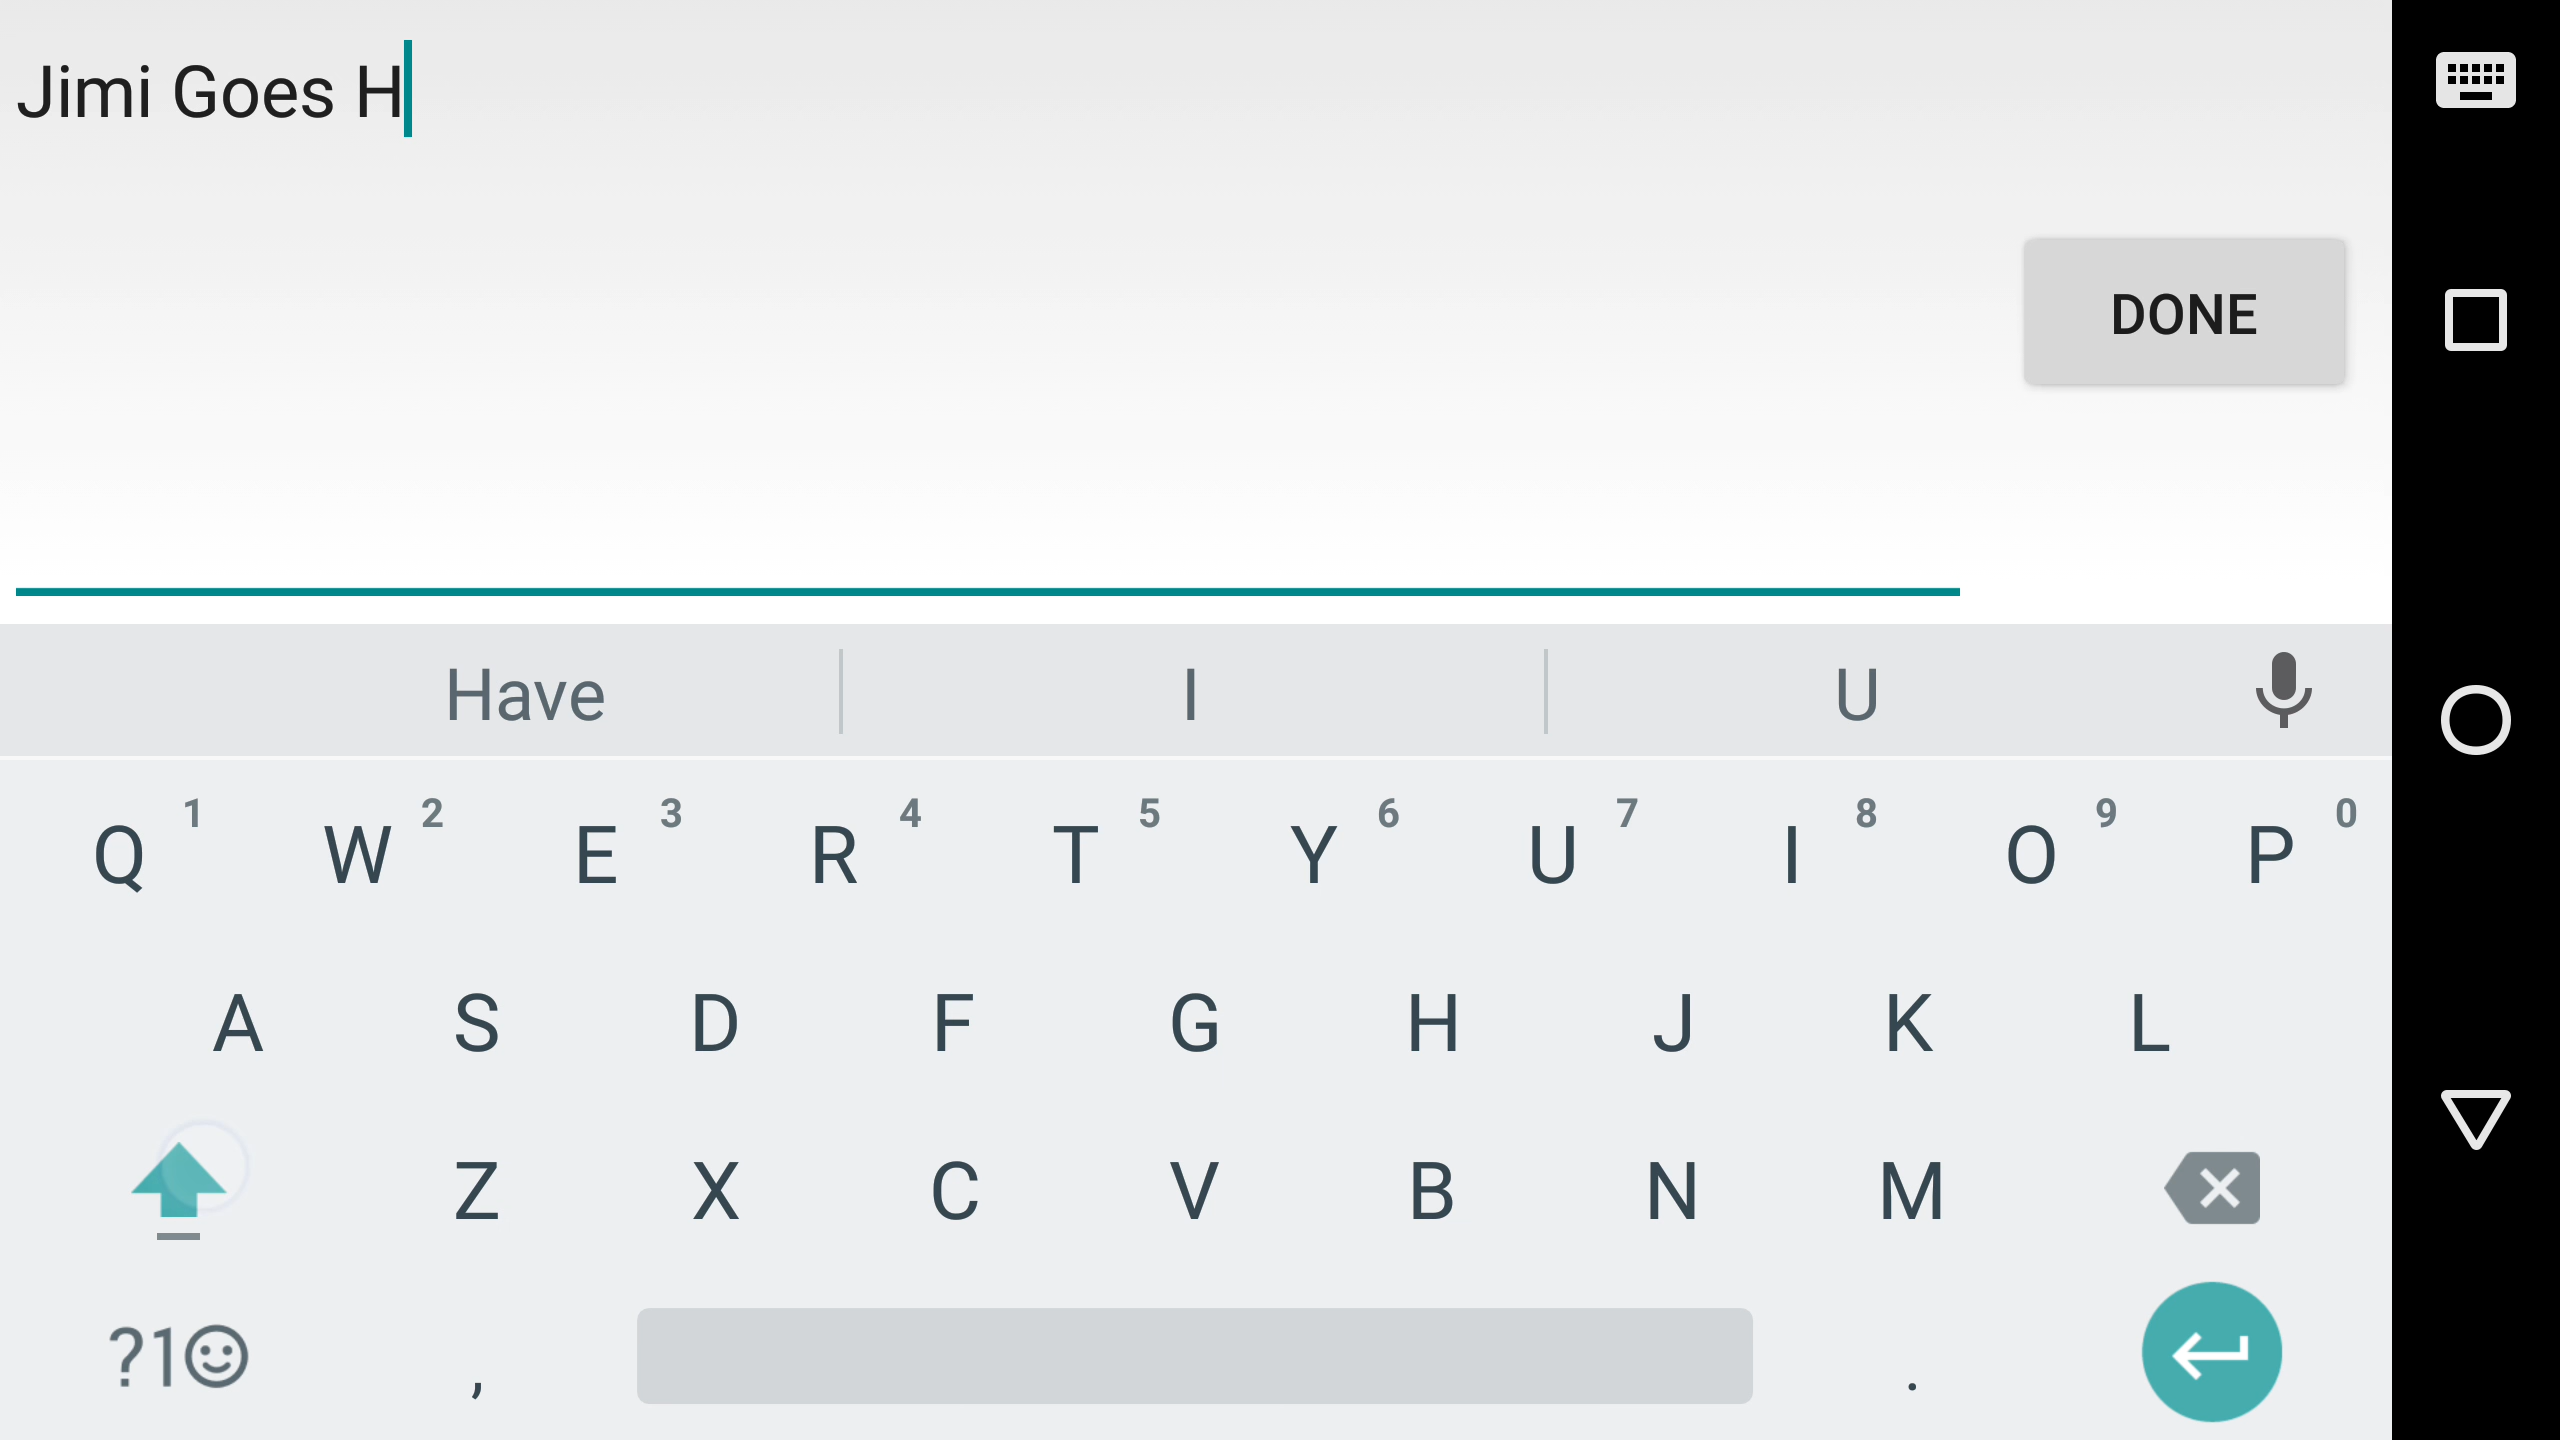 Jimi Goes H
DONE
Have I U
Q 1 W 2 E 3 R 4 T 5 Y 6 U 7 I 8 O 9 P 0
A S D F G H J K L
Z X C V B N M
?1☺ , .